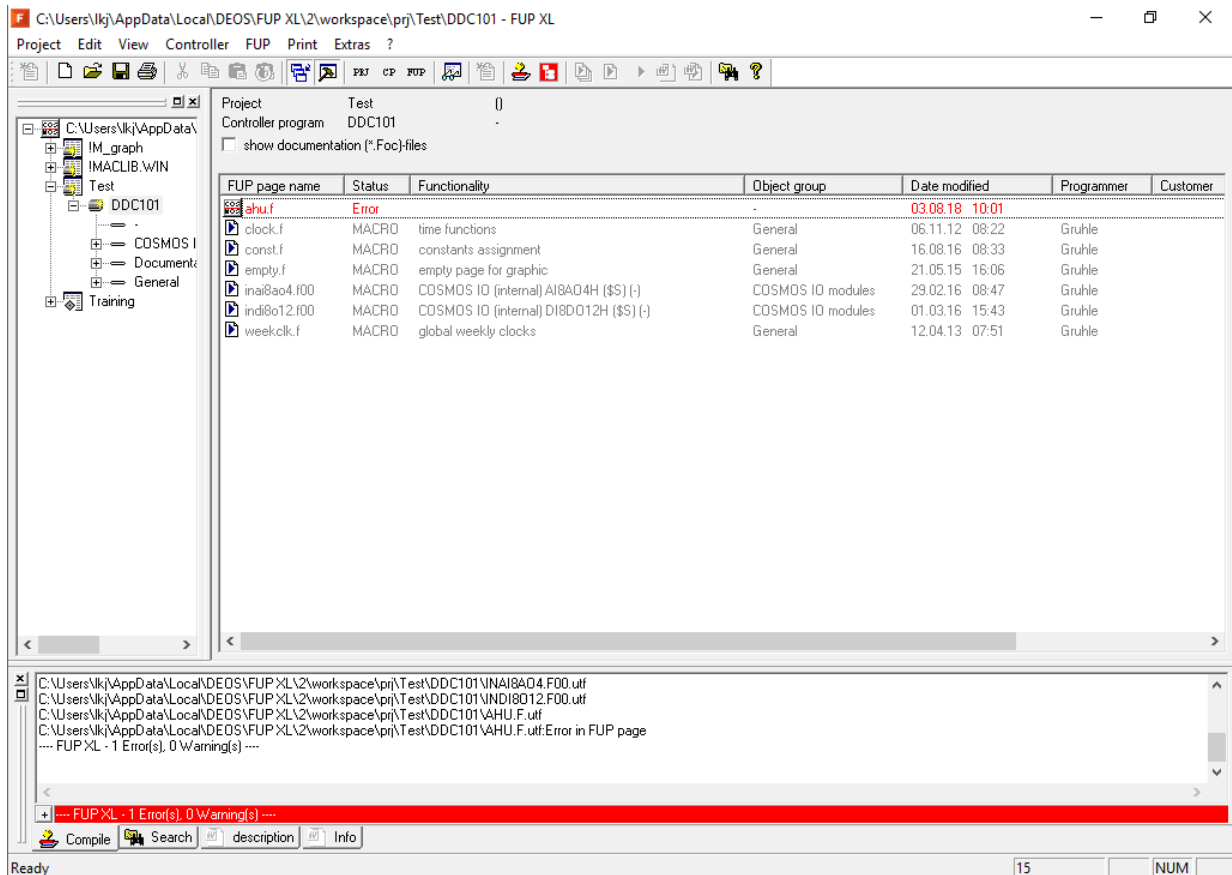 C:\Users\lkj\AppData\Local\DEOS\FUP XL\2\workspace\prj\Test\DDC101 - FUP XL
Project Edit View Controller FUP Print Extras ?
PRJ CP FUP
C:\Users\lkj\AppData\
!M_graph
!MACLIB.WIN
Test
DDC101
-
COSMOS I
Documenta
General
Training
Project Test ()
Controller program DDC101 -
show documentation (*.Foc)-files
FUP page name Status Functionality Object group Date modified Programmer Customer
ahu.f Error - 03.08.18 10:01
clock.f MACRO time functions General 06.11.12 08:22 Gruhle
const.f MACRO constants assignment General 16.08.16 08:33 Gruhle
empty.f MACRO empty page for graphic General 21.05.15 16:06 Gruhle
inai8ao4.f00 MACRO COSMOS IO (internal) AI8AO4H ($S) (-) COSMOS IO modules 29.02.16 08:47 Gruhle
indi8o12.f00 MACRO COSMOS IO (internal) DI8DO12H ($S) (-) COSMOS IO modules 01.03.16 15:43 Gruhle
weekclk.f MACRO global weekly clocks General 12.04.13 07:51 Gruhle
C:\Users\lkj\AppData\Local\DEOS\FUP XL\2\workspace\prj\Test\DDC101\INAI8AO4.F00.utf
C:\Users\lkj\AppData\Local\DEOS\FUP XL\2\workspace\prj\Test\DDC101\INDI8O12.F00.utf
C:\Users\lkj\AppData\Local\DEOS\FUP XL\2\workspace\prj\Test\DDC101\AHU.F.utf
C:\Users\lkj\AppData\Local\DEOS\FUP XL\2\workspace\prj\Test\DDC101\AHU.F.utf:Error in FUP page
---- FUP XL - 1 Error(s), 0 Warning(s) ----
---- FUP XL - 1 Error(s), 0 Warning(s) ----
Compile Search description Info
Ready 15 NUM